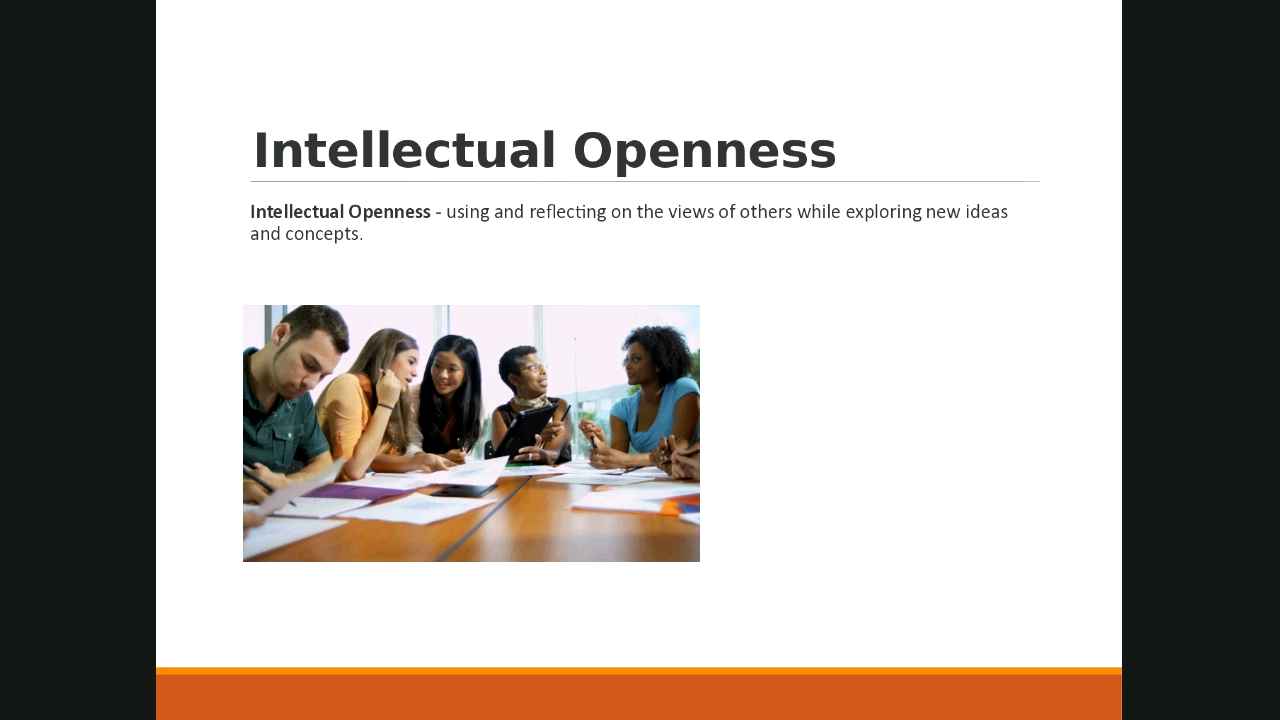 Intellectual Openness
Intellectual Openness - using and reflecting on the views of others while exploring new ideas
and concepts.